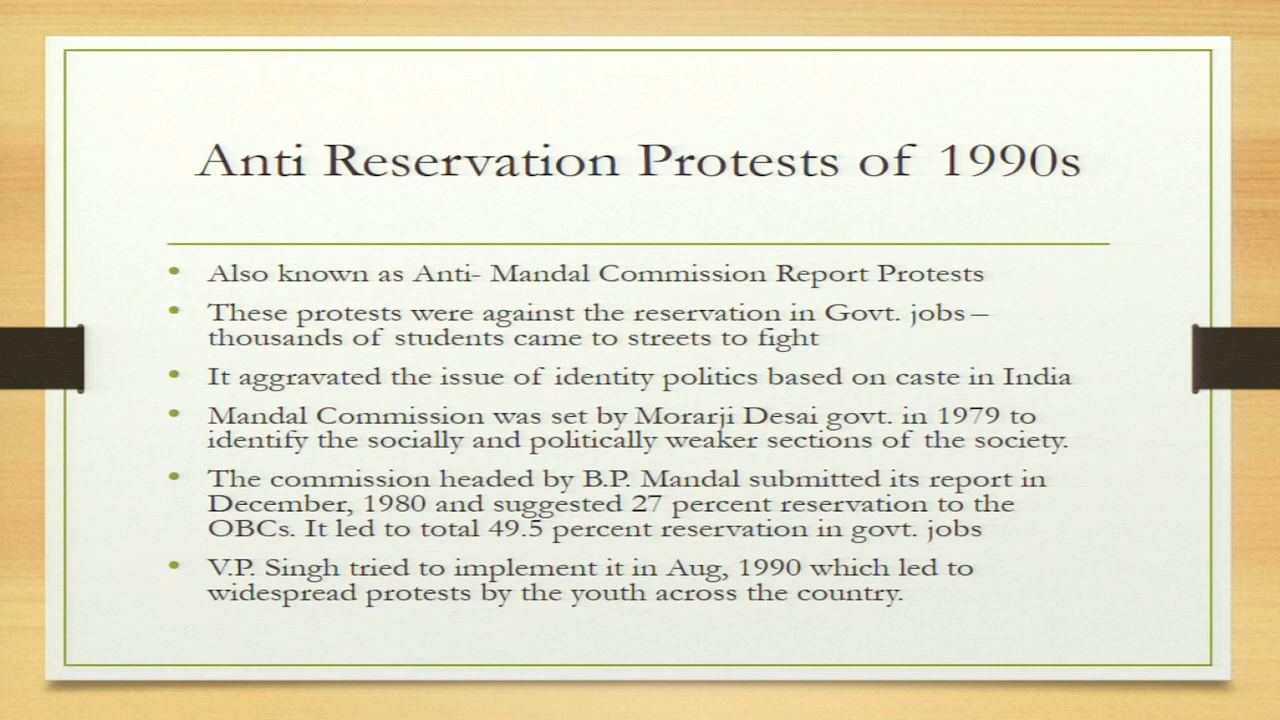 Anti Reservation Protests of 1990s
• Also known as Anti- Mandal Commission Report Protests
• These protests were against the reservation in Govt. jobs –
thousands of students came to streets to fight
• It aggravated the issue of identity politics based on caste in India
• Mandal Commission was set by Morarji Desai govt. in 1979 to
identify the socially and politically weaker sections of the society.
• The commission headed by B.P. Mandal submitted its report in
December, 1980 and suggested 27 percent reservation to the
OBCs. It led to total 49.5 percent reservation in govt. jobs
• V.P. Singh tried to implement it in Aug, 1990 which led to
widespread protests by the youth across the country.